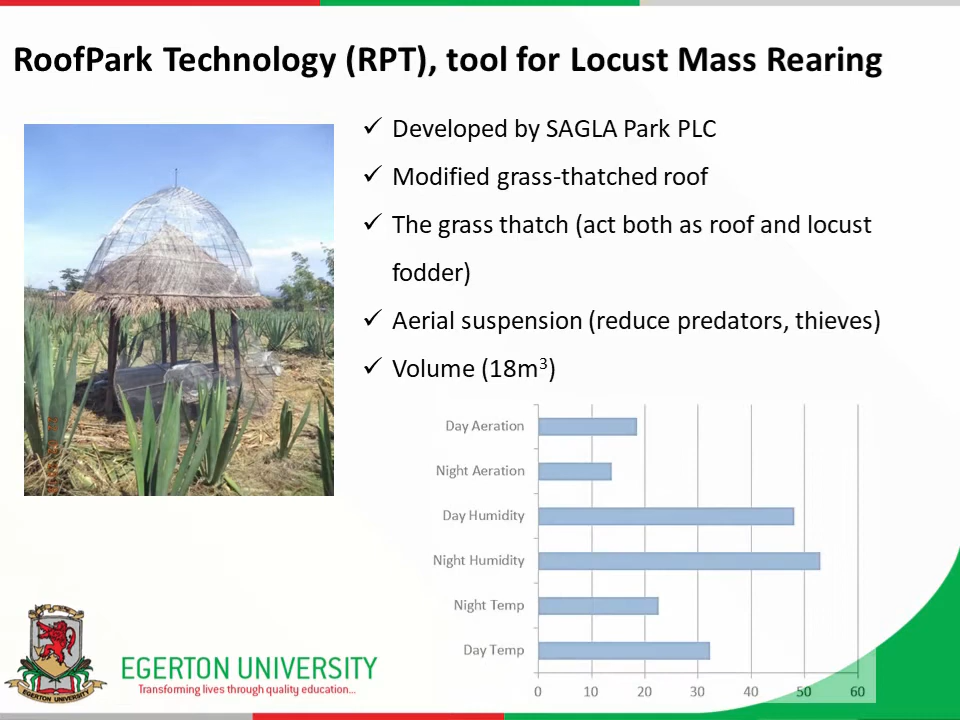 RoofPark Technology (RPT), tool for Locust Mass Rearing
✓ Developed by SAGLA Park PLC
✓ Modified grass-thatched roof
✓ The grass thatch (act both as roof and locust
fodder)
✓ Aerial suspension (reduce predators, thieves)
✓ Volume (18m³)
Day Aeration
Night Aeration
Day Humidity
Night Humidity
Night Temp
Day Temp
0 10 20 30 40 50 60
EGERTON UNIVERSITY
EGERTON UNIVERSITY
Transforming lives through quality education...